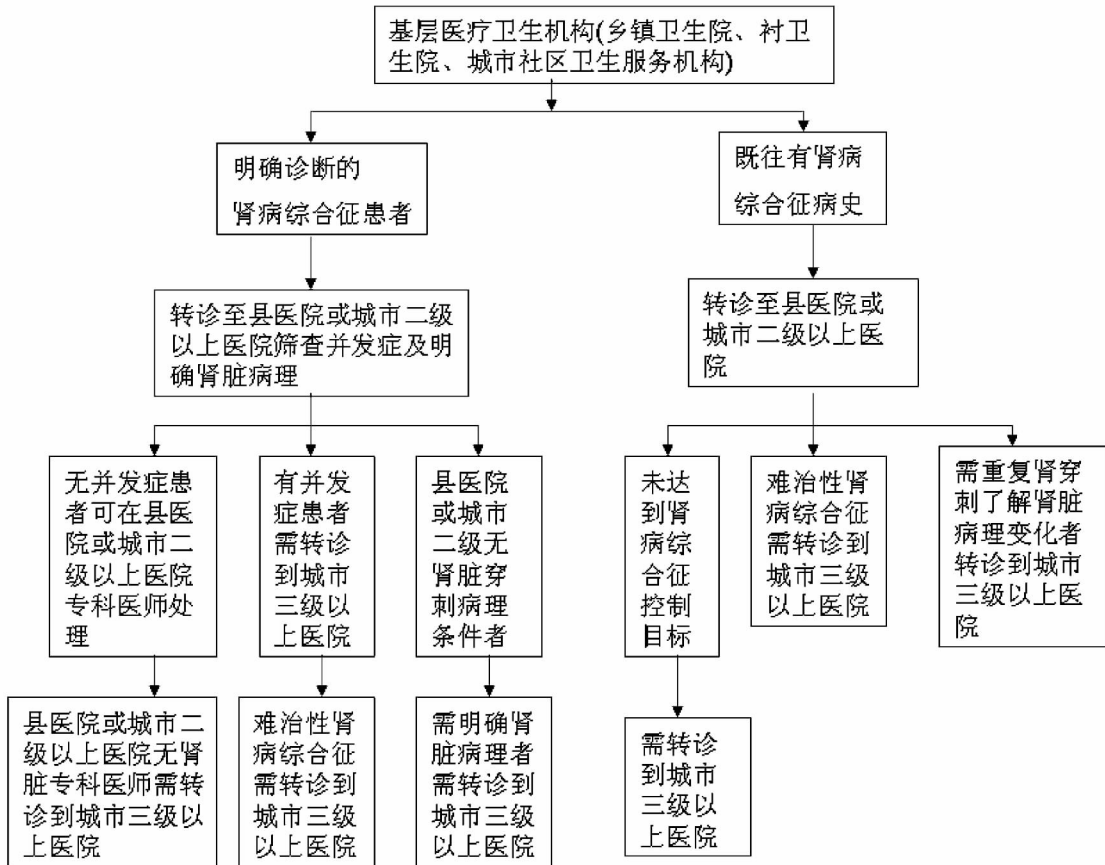 基层医疗卫生机构(乡镇卫生院、衬卫
生院、城市社区卫生服务机构)
明确诊断的
肾病综合征患者
既往有肾病
综合征病史
转诊至县医院或城市二级
以上医院筛查并发症及明
确肾脏病理
转诊至县医院或
城市二级以上医
院
无并发症患
者可在县医
院或城市二
级以上医院
专科医师处
理
有并发
症患者
需转诊
到城市
三级以
上医院
县医院
或城市
二级无
肾脏穿
刺病理
条件者
未达
到肾
病综
合征
控制
目标
难治性肾
病综合征
需转诊到
城市三级
以上医院
需重复肾穿
刺了解肾脏
病理变化者
转诊到城市
三级以上医
院
县医院或城市二
级以上医院无肾
脏专科医师需转
诊到城市三级以
上医院
难治性肾
病综合征
需转诊到
城市三级
以上医院
需明确肾
脏病理者
需转诊到
城市三级
以上医院
需转诊
到城市
三级以
上医院